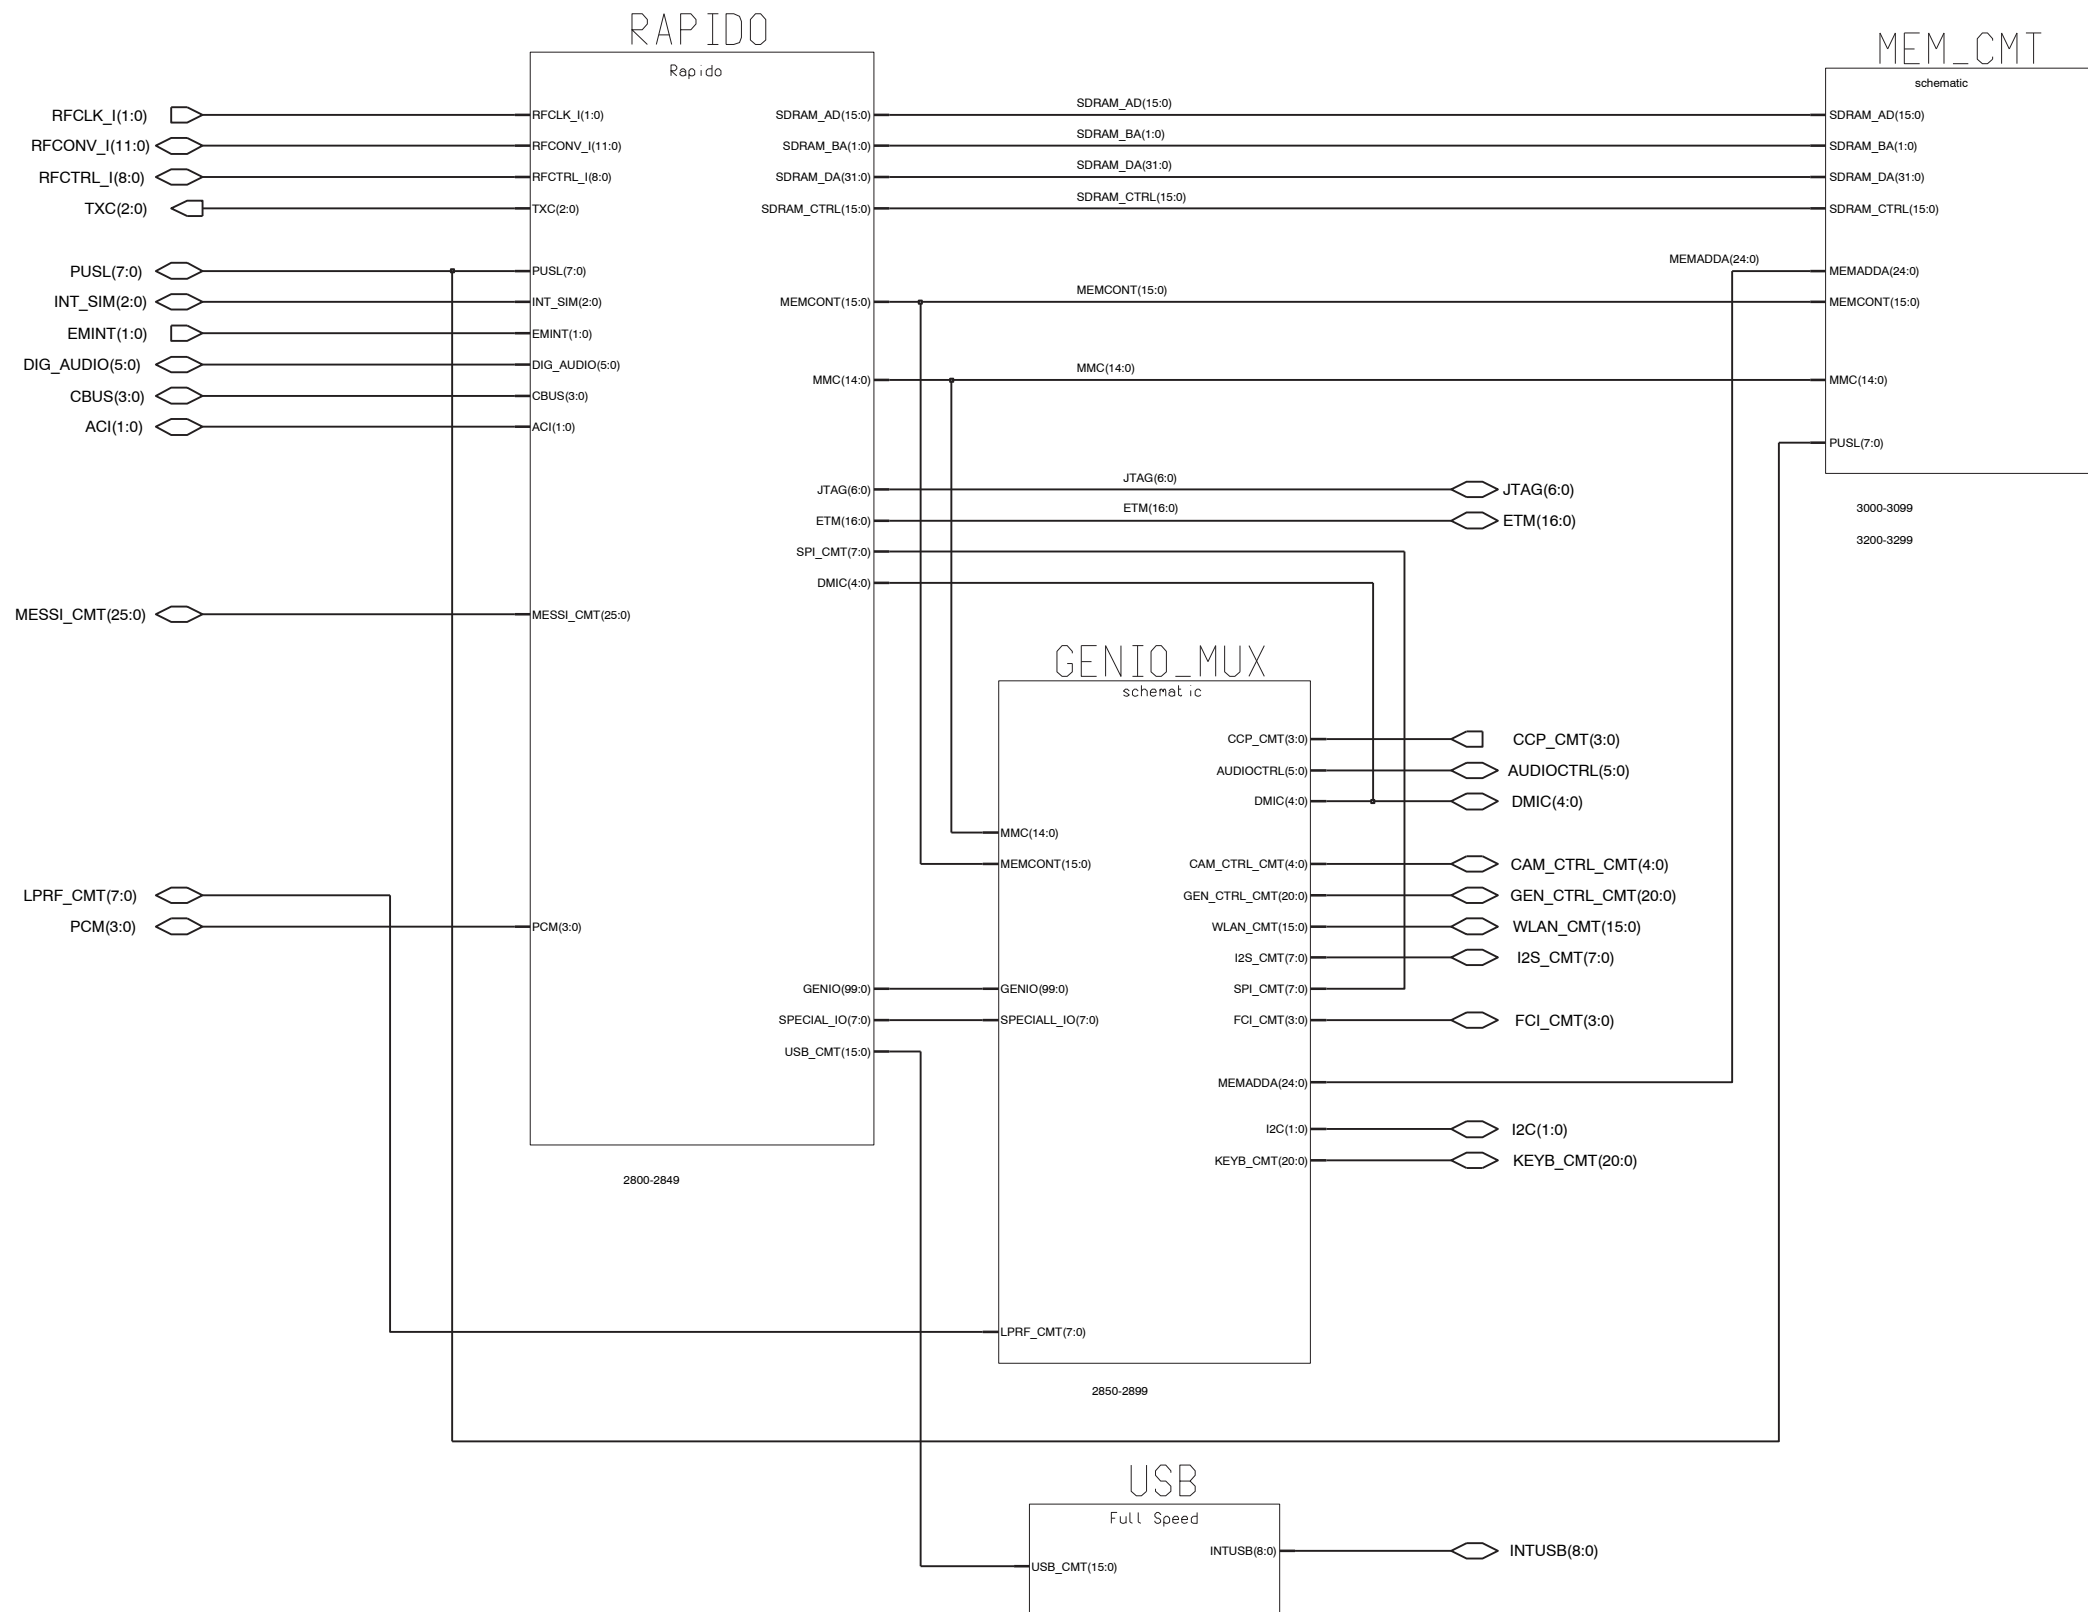 RAPIDO
Rapido
MEM_CMT
schematic
RFCLK_I(1:0)
RFCONV_I(11:0)
RFCTRL_I(8:0)
TXC(2:0)
PUSL(7:0)
INT_SIM(2:0)
EMINT(1:0)
DIG_AUDIO(5:0)
CBUS(3:0)
ACI(1:0)
MESSI_CMT(25:0)
LPRF_CMT(7:0)
PCM(3:0)
RFCLK_I(1:0)
RFCONV_I(11:0)
RFCTRL_I(8:0)
TXC(2:0)
PUSL(7:0)
INT_SIM(2:0)
EMINT(1:0)
DIG_AUDIO(5:0)
CBUS(3:0)
ACI(1:0)
MESSI_CMT(25:0)
PCM(3:0)
SDRAM_AD(15:0)
SDRAM_BA(1:0)
SDRAM_DA(31:0)
SDRAM_CTRL(15:0)
MEMCONT(15:0)
MMC(14:0)
JTAG(6:0)
ETM(16:0)
SPI_CMT(7:0)
DMIC(4:0)
GENIO(99:0)
SPECIAL_IO(7:0)
USB_CMT(15:0)
2800-2849
SDRAM_AD(15:0)
SDRAM_BA(1:0)
SDRAM_DA(31:0)
SDRAM_CTRL(15:0)
MEMADDA(24:0)
MEMCONT(15:0)
MMC(14:0)
JTAG(6:0)
ETM(16:0)
JTAG(6:0)
ETM(16:0)
SDRAM_AD(15:0)
SDRAM_BA(1:0)
SDRAM_DA(31:0)
SDRAM_CTRL(15:0)
MEMADDA(24:0)
MEMCONT(15:0)
MMC(14:0)
PUSL(7:0)
3000-3099
3200-3299
GENIO_MUX
schematic
MMC(14:0)
MEMCONT(15:0)
GENIO(99:0)
SPECIALL_IO(7:0)
LPRF_CMT(7:0)
CCP_CMT(3:0)
AUDIOCTRL(5:0)
DMIC(4:0)
CAM_CTRL_CMT(4:0)
GEN_CTRL_CMT(20:0)
WLAN_CMT(15:0)
I2S_CMT(7:0)
SPI_CMT(7:0)
FCI_CMT(3:0)
MEMADDA(24:0)
I2C(1:0)
KEYB_CMT(20:0)
CCP_CMT(3:0)
AUDIOCTRL(5:0)
DMIC(4:0)
CAM_CTRL_CMT(4:0)
GEN_CTRL_CMT(20:0)
WLAN_CMT(15:0)
I2S_CMT(7:0)
FCI_CMT(3:0)
I2C(1:0)
KEYB_CMT(20:0)
2850-2899
USB
Full Speed
INTUSB(8:0)
USB_CMT(15:0)
INTUSB(8:0)